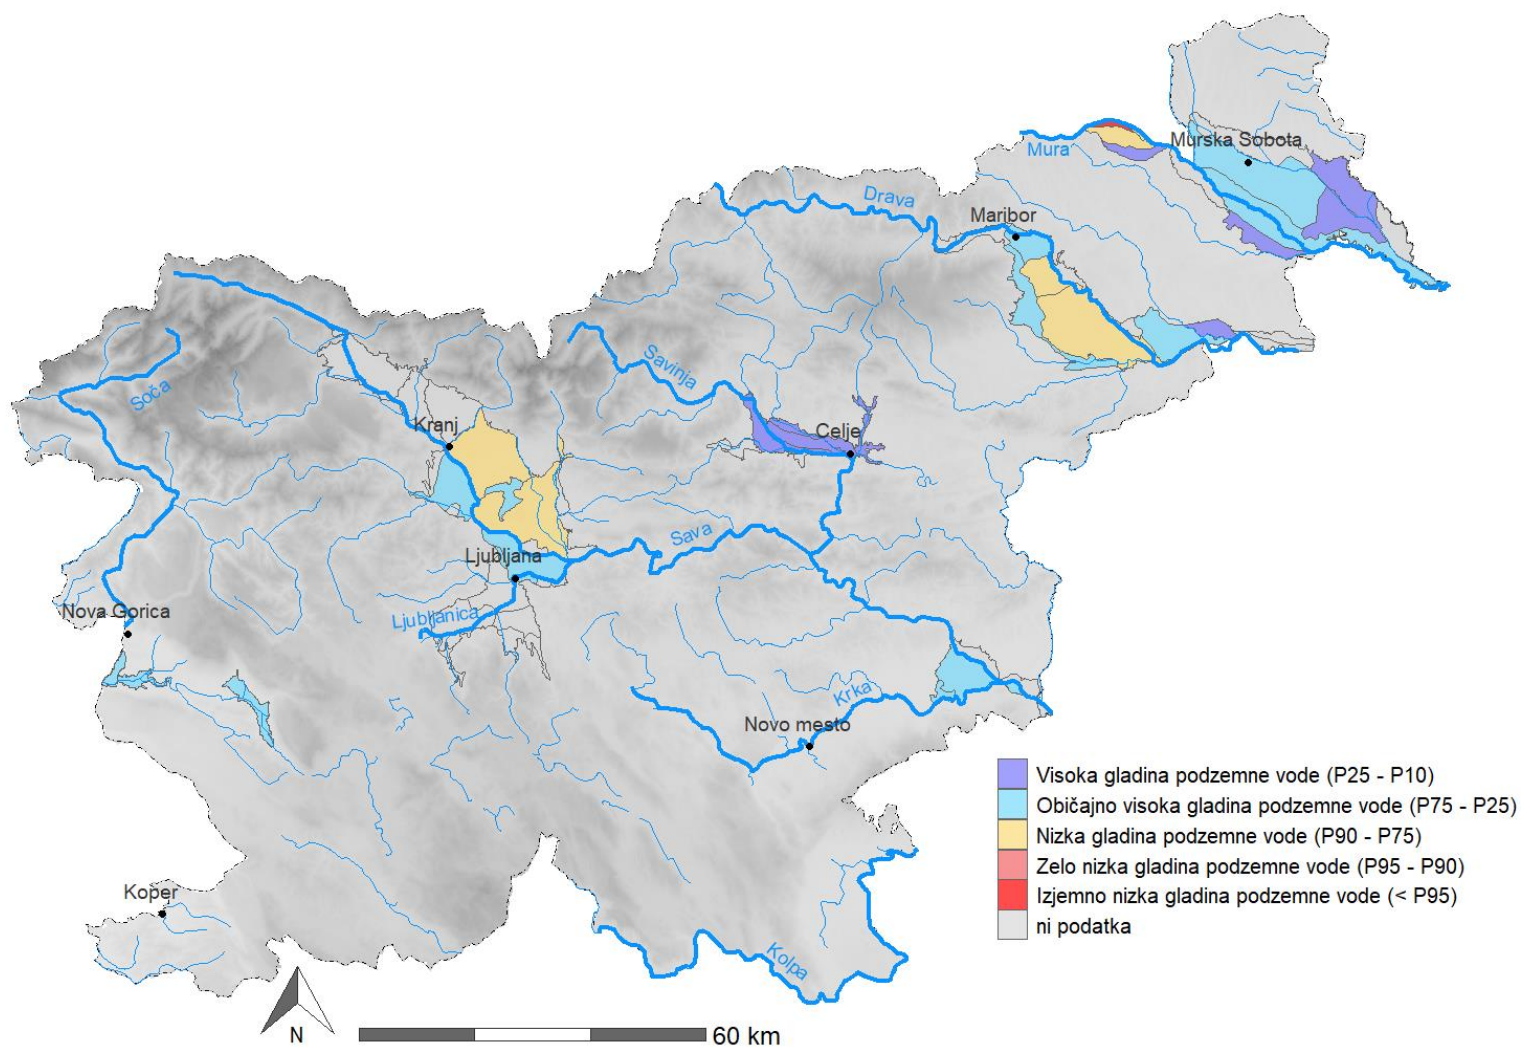 Mura
Murska Sobota
Drava
Maribor
Savinja
Soča
Kranj
Celje
Sava
Ljubljana
Nova Gorica
Ljubljanica
Krka
Novo mesto
Visoka gladina podzemne vode (P25 - P10)
Običajno visoka gladina podzemne vode (P75 - P25)
Nizka gladina podzemne vode (P90 - P75)
Zelo nizka gladina podzemne vode (P95 - P90)
Izjemno nizka gladina podzemne vode (< P95)
ni podatka
Koper
Kolpa
N
60 km